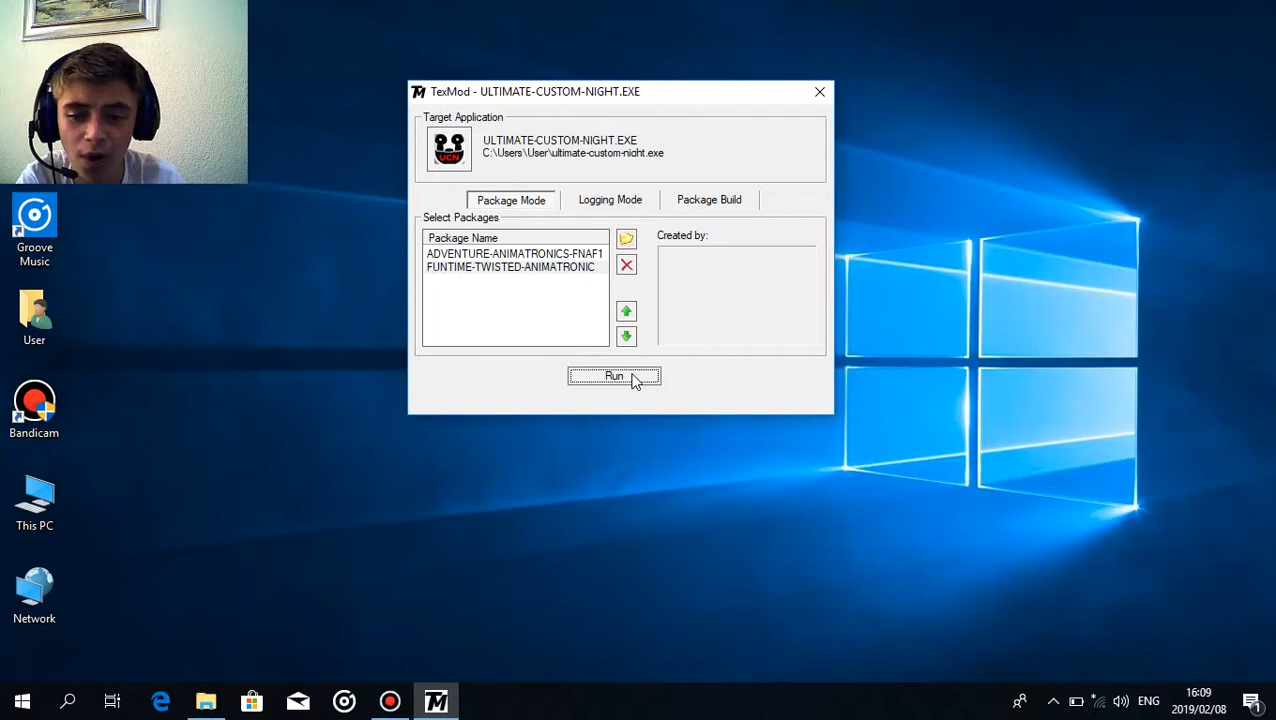 TexMod - ULTIMATE-CUSTOM-NIGHT.EXE
Target Application
UCN
ULTIMATE-CUSTOM-NIGHT.EXE
C:\Users\User\ultimate-custom-night.exe
Package Mode
Logging Mode
Package Build
Select Packages
Package Name
Created by:
ADVENTURE-ANIMATRONICS-FNAF1
FUNTIME-TWISTED-ANIMATRONIC
Run
Groove
Music
User
Bandicam
This PC
Network
ENG
16:09
2019/02/08
1